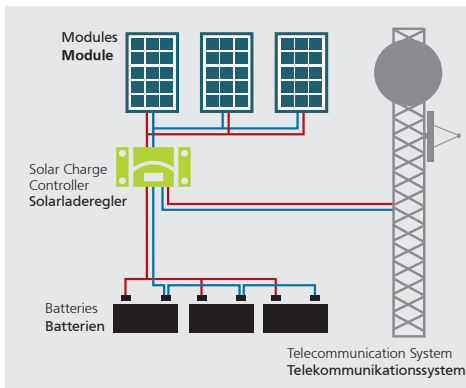 Modules
Module
Solar Charge
Controller
Solarladeregler
Batteries
Batterien
Telecommunication System
Telekommunikationssystem